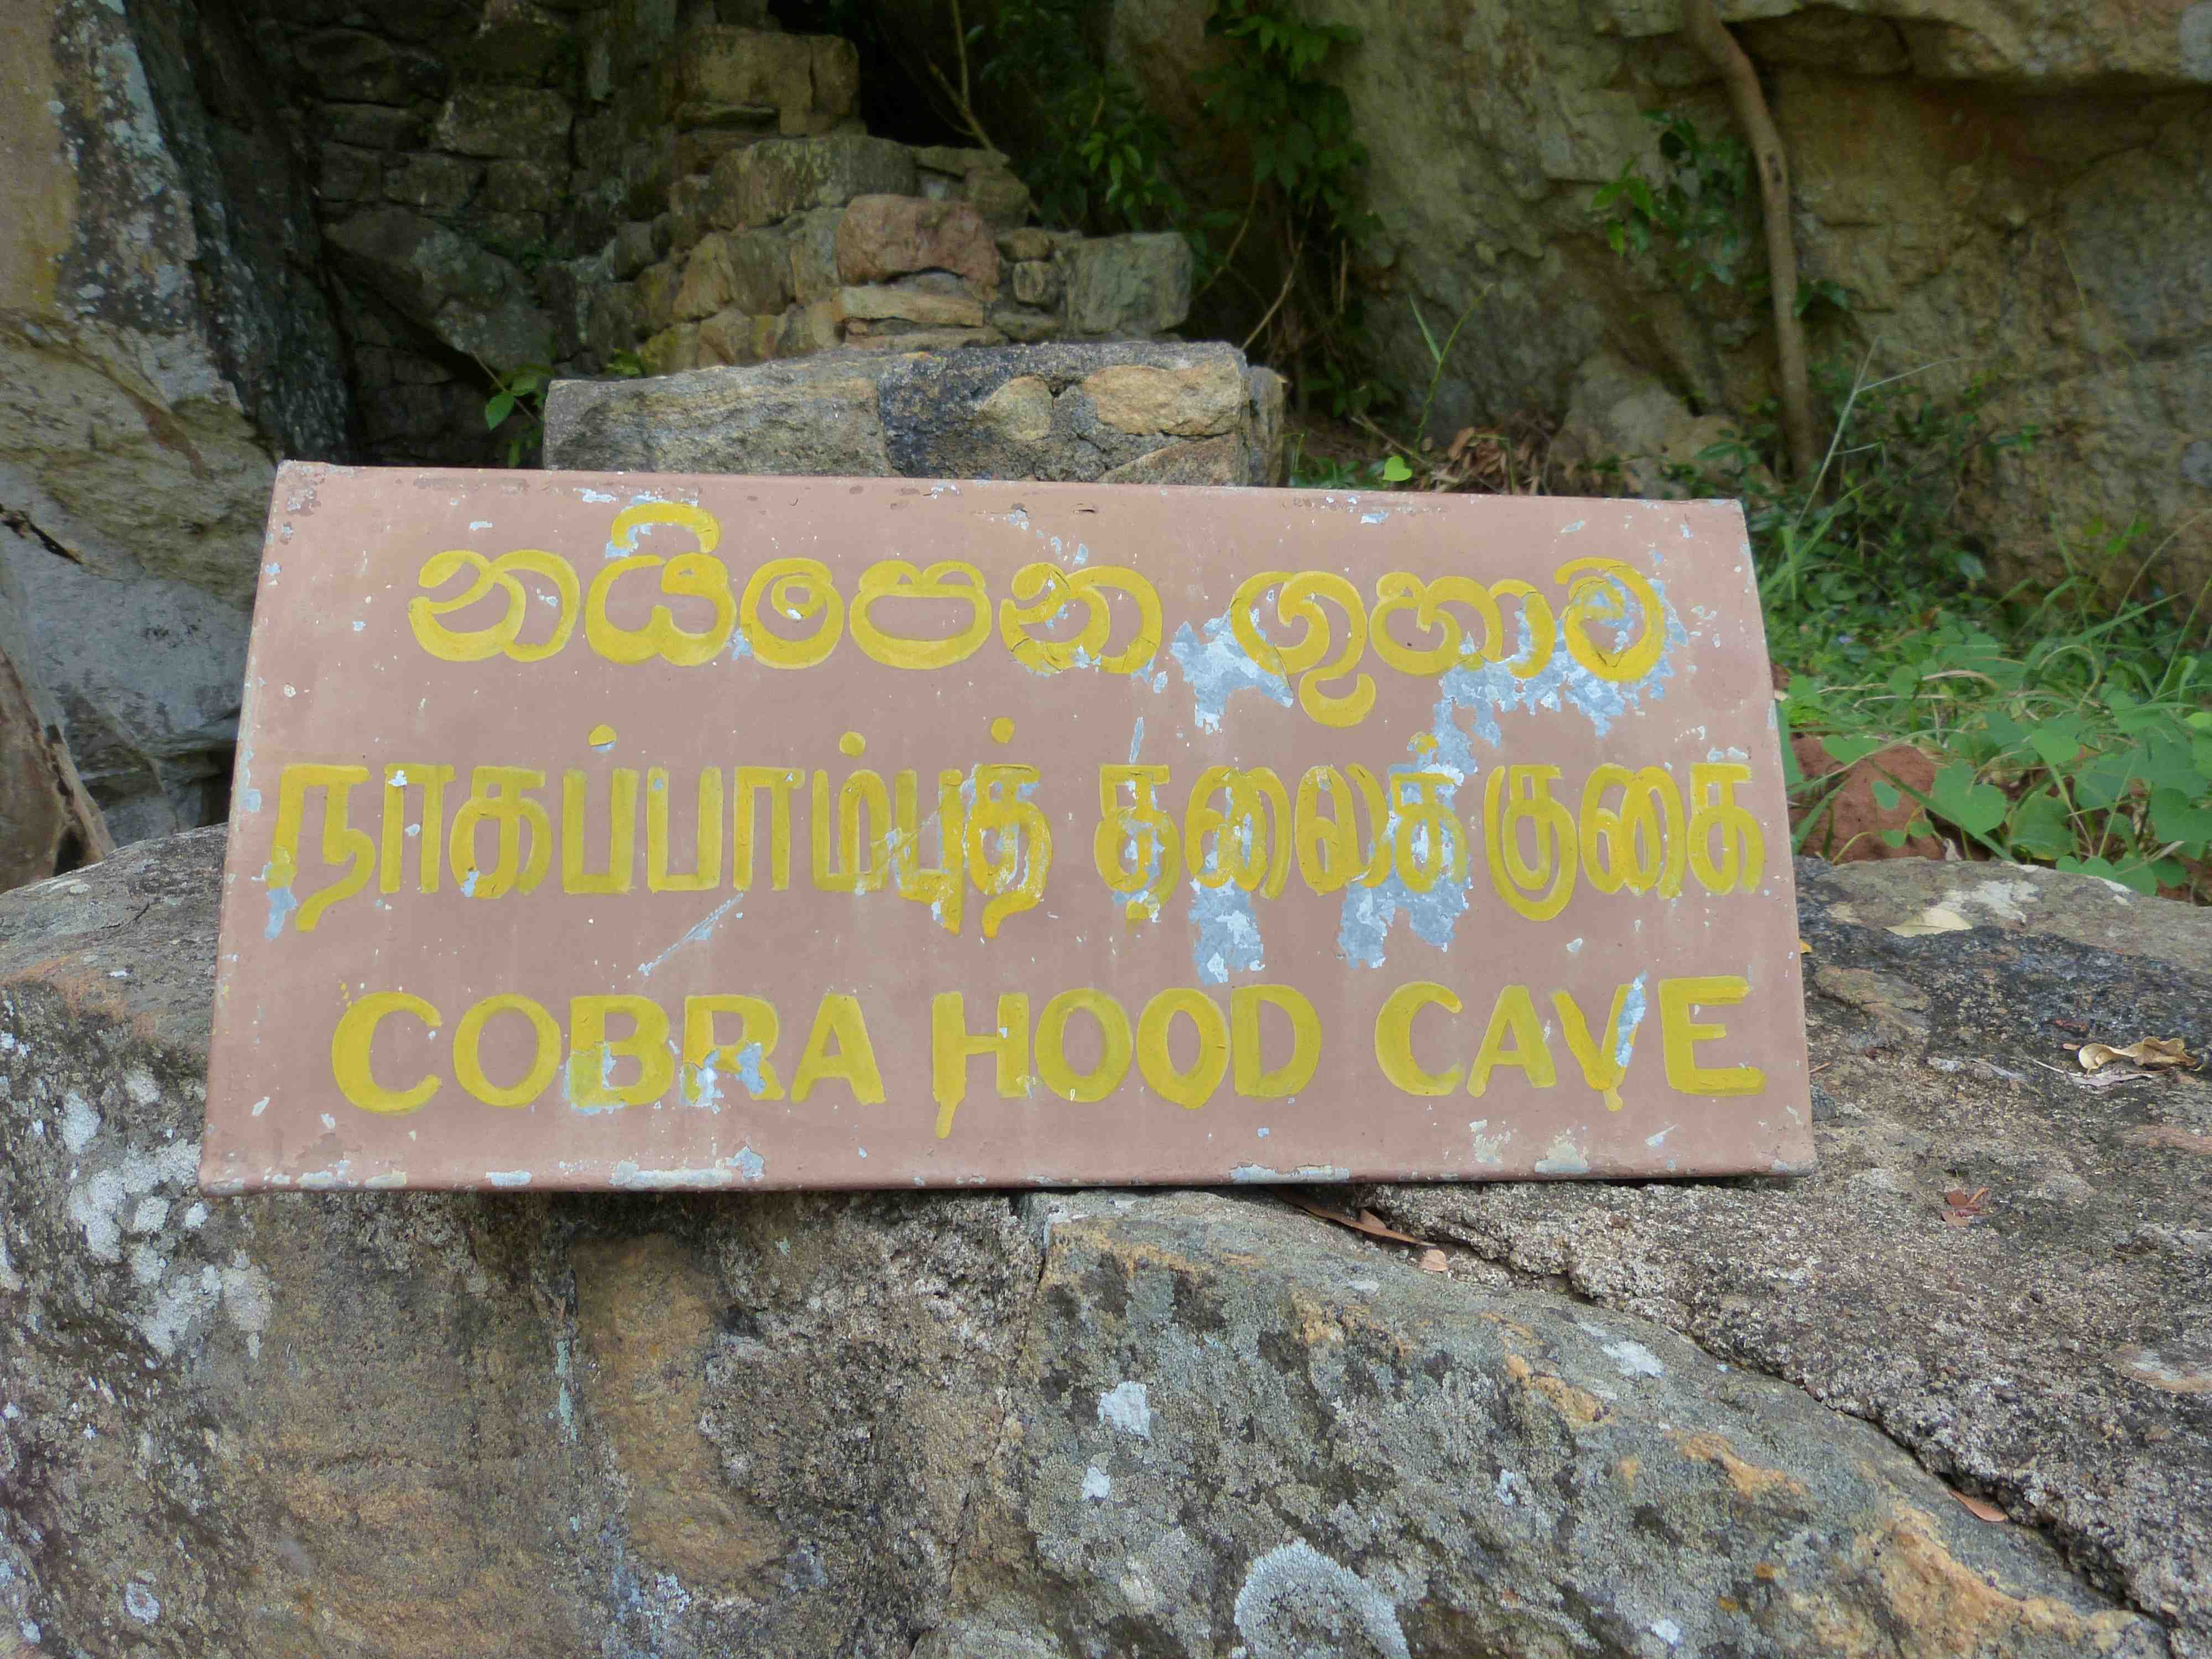 නයිපෙන ගුහාව
நாகப்பாம்புத் தலைக் குகை
COBRA HOOD CAVE